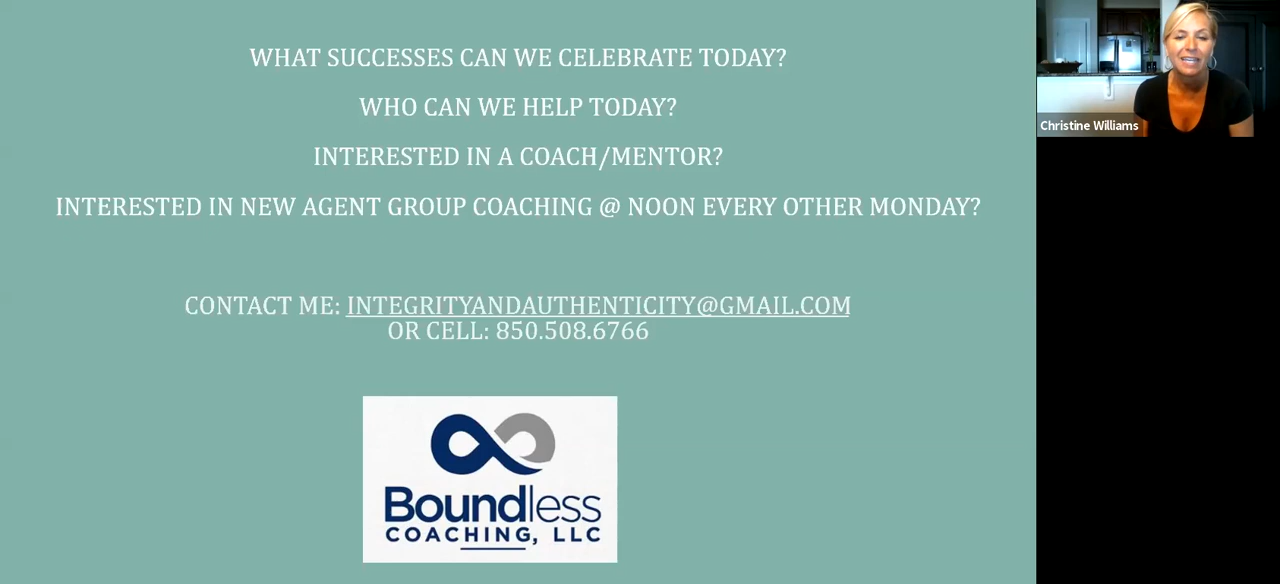 WHAT SUCCESSES CAN WE CELEBRATE TODAY?
WHO CAN WE HELP TODAY?
INTERESTED IN A COACH/MENTOR?
INTERESTED IN NEW AGENT GROUP COACHING @ NOON EVERY OTHER MONDAY?
CONTACT ME: INTEGRITYANDAUTHENTICITY@GMAIL.COM
OR CELL: 850.508.6766
Boundless
COACHING, LLC
Christine Williams